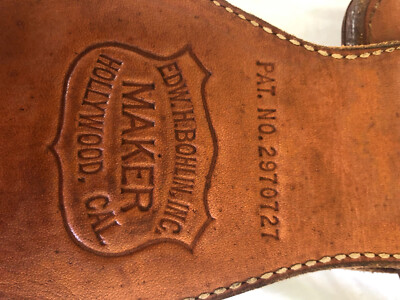 EDW. H. BOHLIN, INC.
MAKER
HOLLYWOOD, CAL.
PAT. NO. 2970727